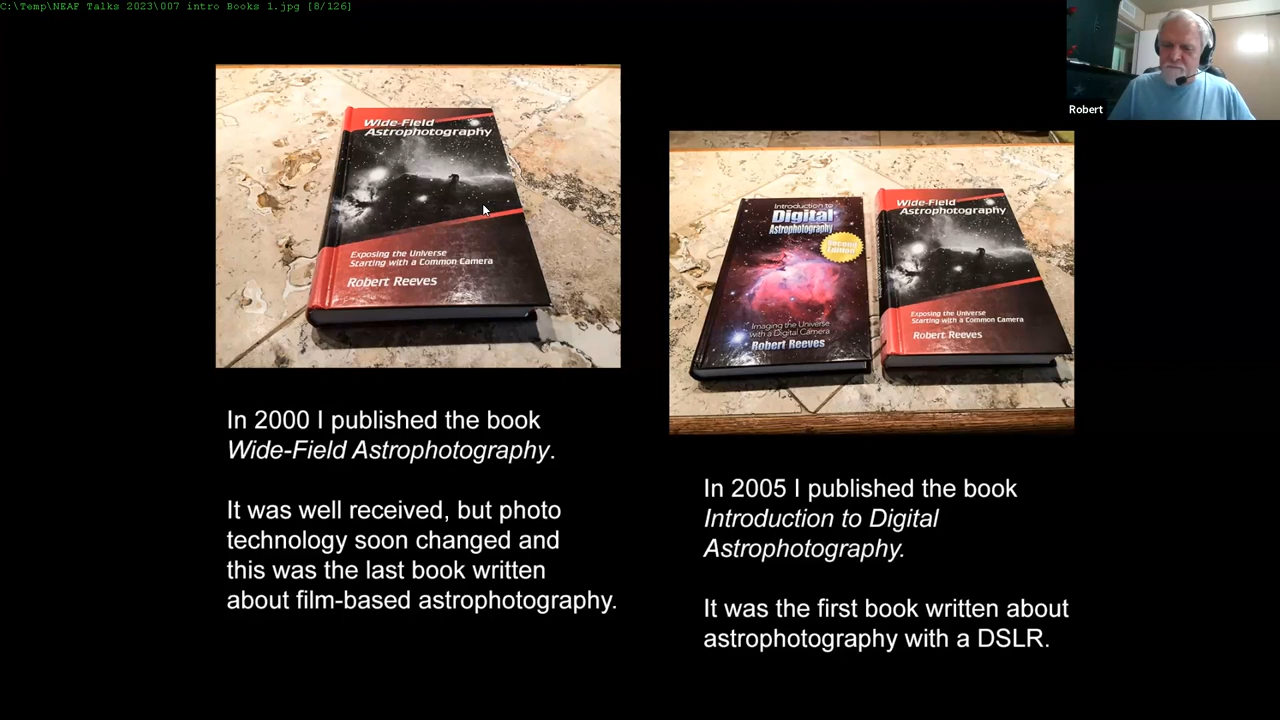 C:\Temp\NEAF Talks 2023\007 intro Books 1.jpg [8/126]
Robert
Wide-Field
Astrophotography
Exposing the Universe
Starting with a Common Camera
Robert Reeves
Introduction to
Digital
Astrophotography
Second
Edition
Imaging the Universe
with a Digital Camera
Robert Reeves
Wide-Field
Astrophotography
Exposing the Universe
Starting with a Common Camera
Robert Reeves
In 2000 I published the book
Wide-Field Astrophotography.
It was well received, but photo
technology soon changed and
this was the last book written
about film-based astrophotography.
In 2005 I published the book
Introduction to Digital
Astrophotography.
It was the first book written about
astrophotography with a DSLR.